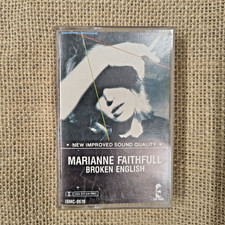 • NEW IMPROVED SOUND QUALITY •
MARIANNE FAITHFULL
BROKEN ENGLISH